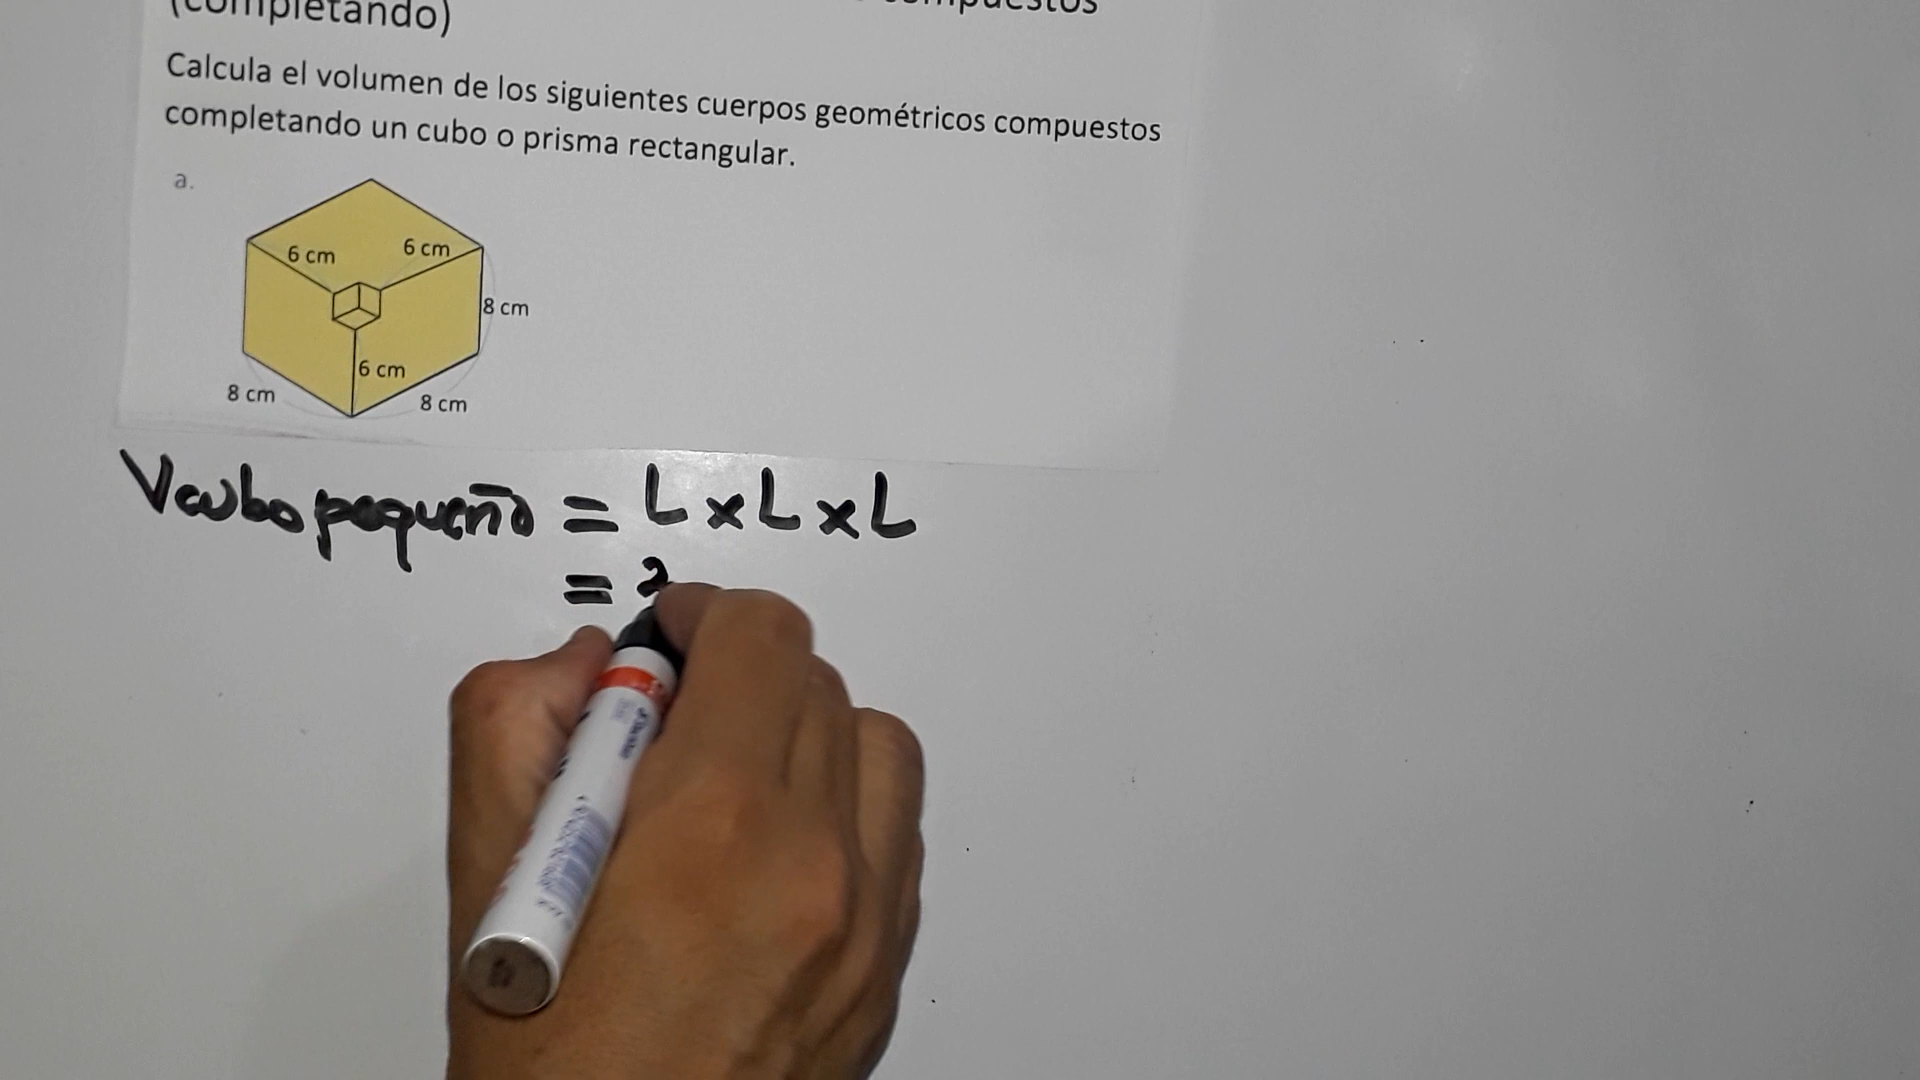 (completando)
Calcula el volumen de los siguientes cuerpos geométricos compuestos
completando un cubo o prisma rectangular.
a.
6 cm 6 cm
8 cm
6 cm
8 cm 8 cm
Vcubo pequeño = L x L x L
= 2